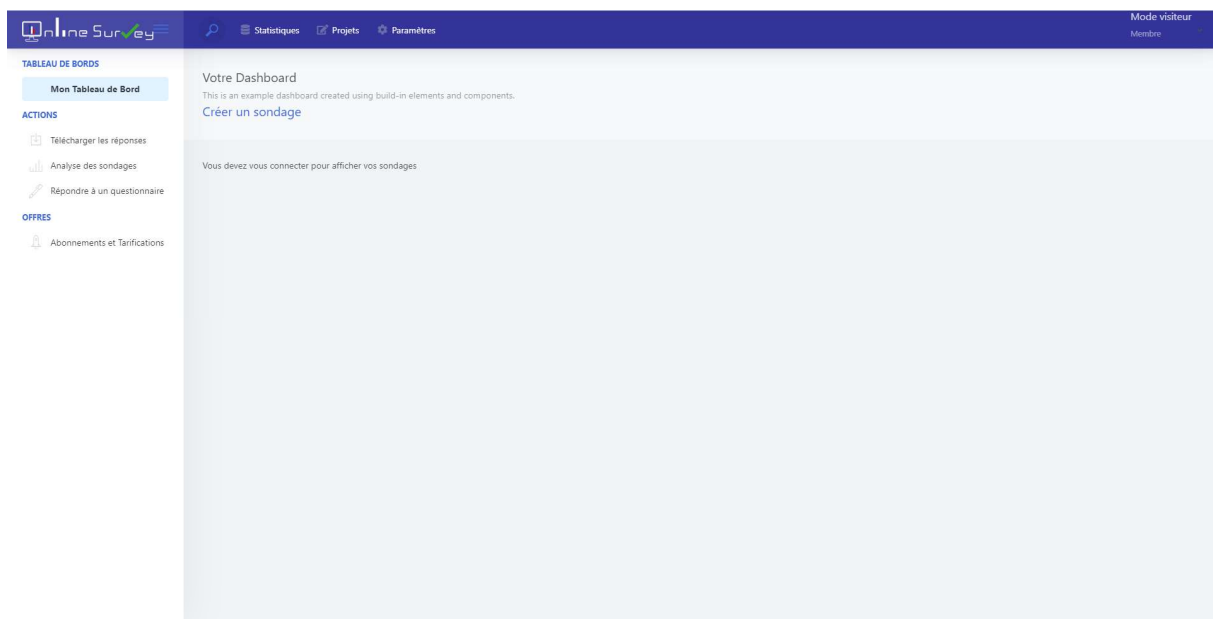 Online Survey
Statistiques
Projets
Paramètres
Mode visiteur
Membre
TABLEAU DE BORDS
Mon Tableau de Bord
ACTIONS
Télécharger les réponses
Analyse des sondages
Répondre à un questionnaire
OFFRES
Abonnements et Tarifications
Votre Dashboard
This is an example dashboard created using build-in elements and components.
Créer un sondage
Vous devez vous connecter pour afficher vos sondages